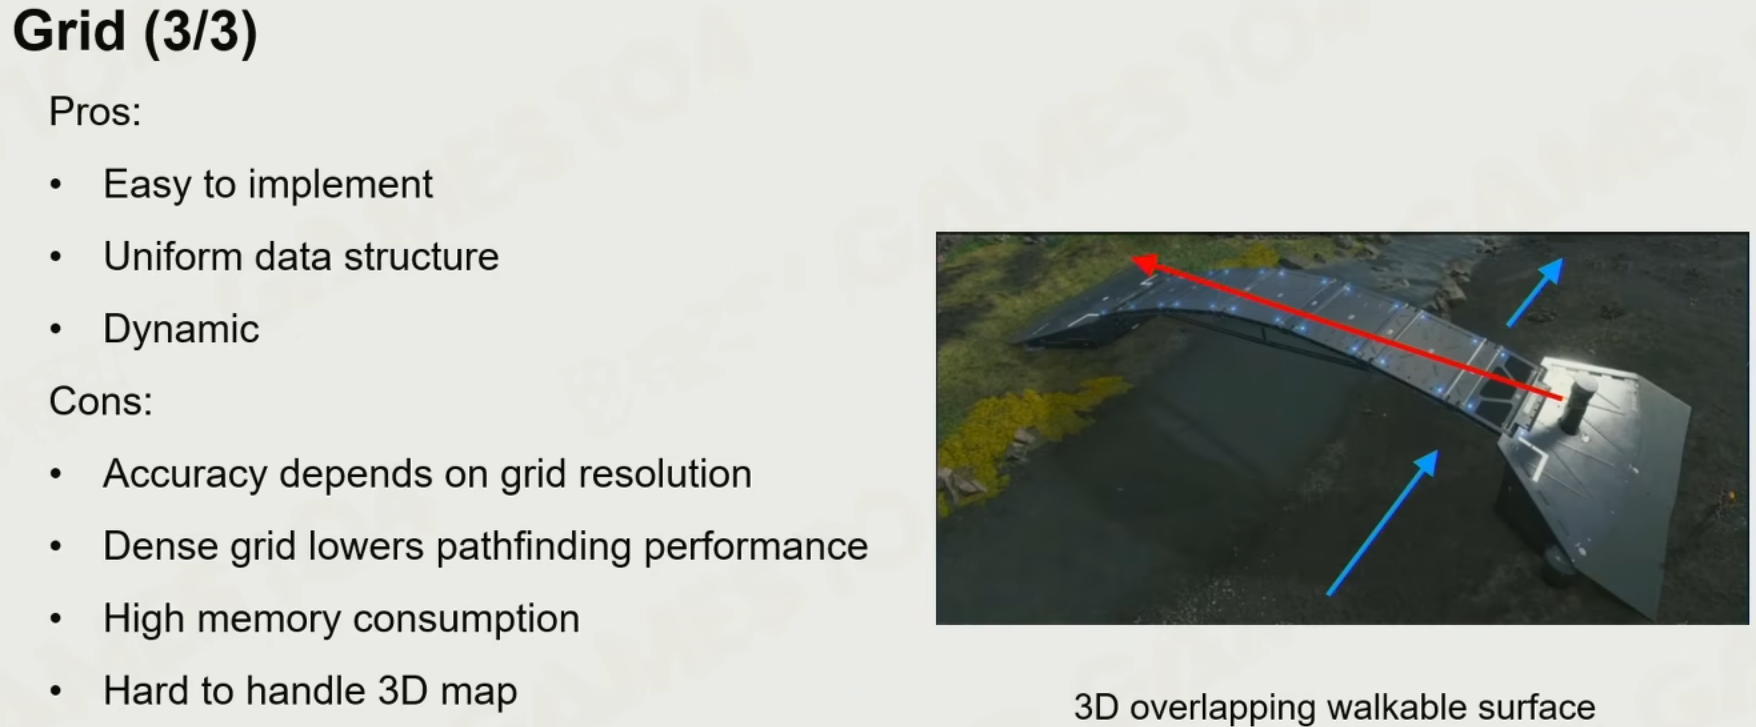 Grid (3/3)
Pros:
• Easy to implement
• Uniform data structure
• Dynamic
Cons:
• Accuracy depends on grid resolution
• Dense grid lowers pathfinding performance
• High memory consumption
• Hard to handle 3D map
3D overlapping walkable surface